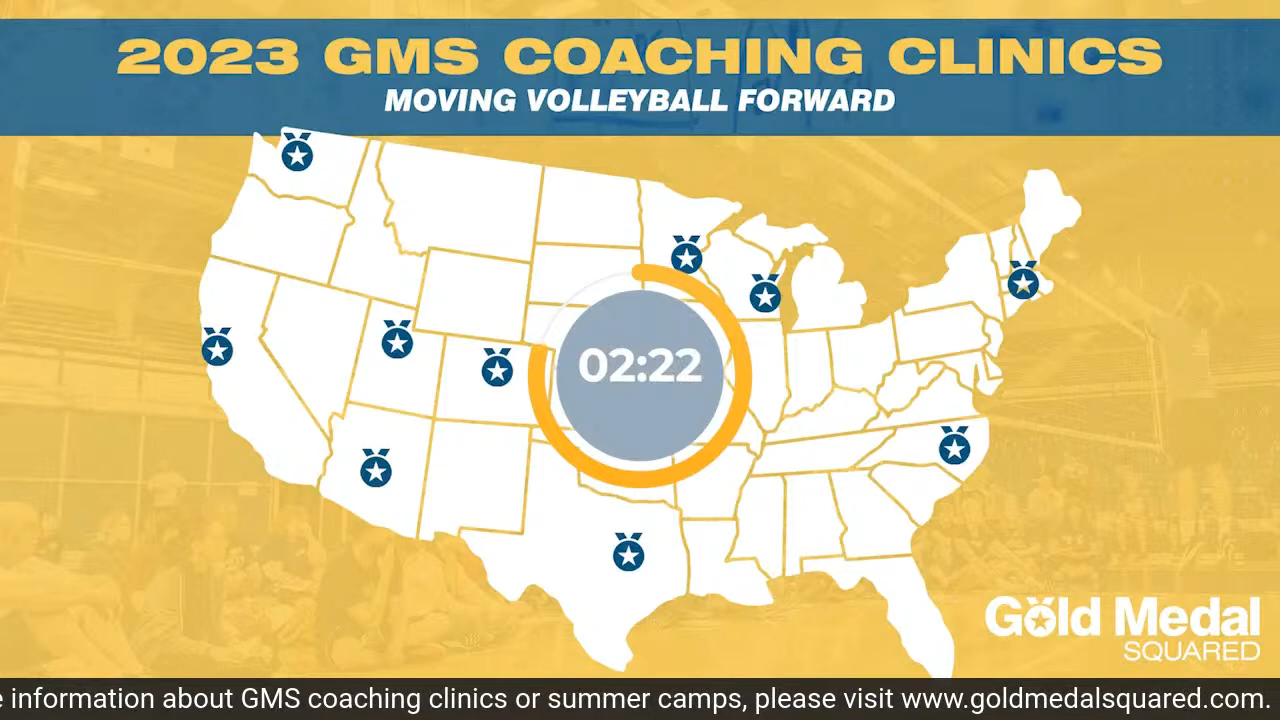 2023 GMS COACHING CLINICS
MOVING VOLLEYBALL FORWARD
02:22
Gold Medal
SQUARED
information about GMS coaching clinics or summer camps, please visit www.goldmedalsquared.com.